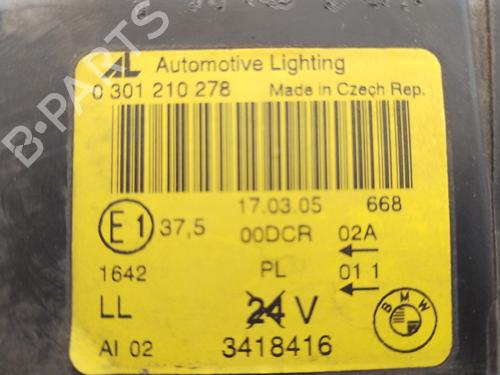 AL Automotive Lighting
0 301 210 278 Made in Czech Rep.
17.03.05 668
E1 37,5 00DCR 02A
1642 PL 01 1
LL 24 V BMW
AI 02 3418416
B-PARTS